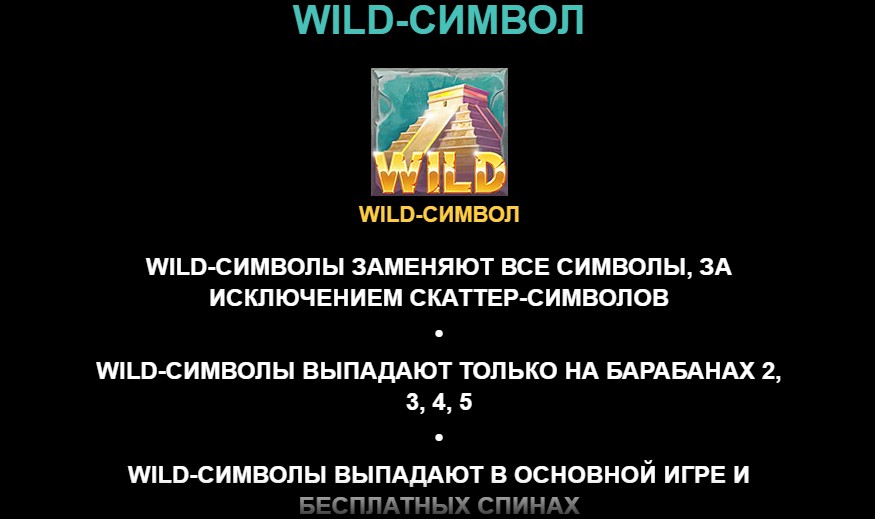 WILD-СИМВОЛ
WILD
WILD-СИМВОЛ
WILD-СИМВОЛЫ ЗАМЕНЯЮТ ВСЕ СИМВОЛЫ, ЗА
ИСКЛЮЧЕНИЕМ СКАТТЕР-СИМВОЛОВ
•
WILD-СИМВОЛЫ ВЫПАДАЮТ ТОЛЬКО НА БАРАБАНАХ 2,
3, 4, 5
•
WILD-СИМВОЛЫ ВЫПАДАЮТ В ОСНОВНОЙ ИГРЕ И
БЕСПЛАТНЫХ СПИНАХ